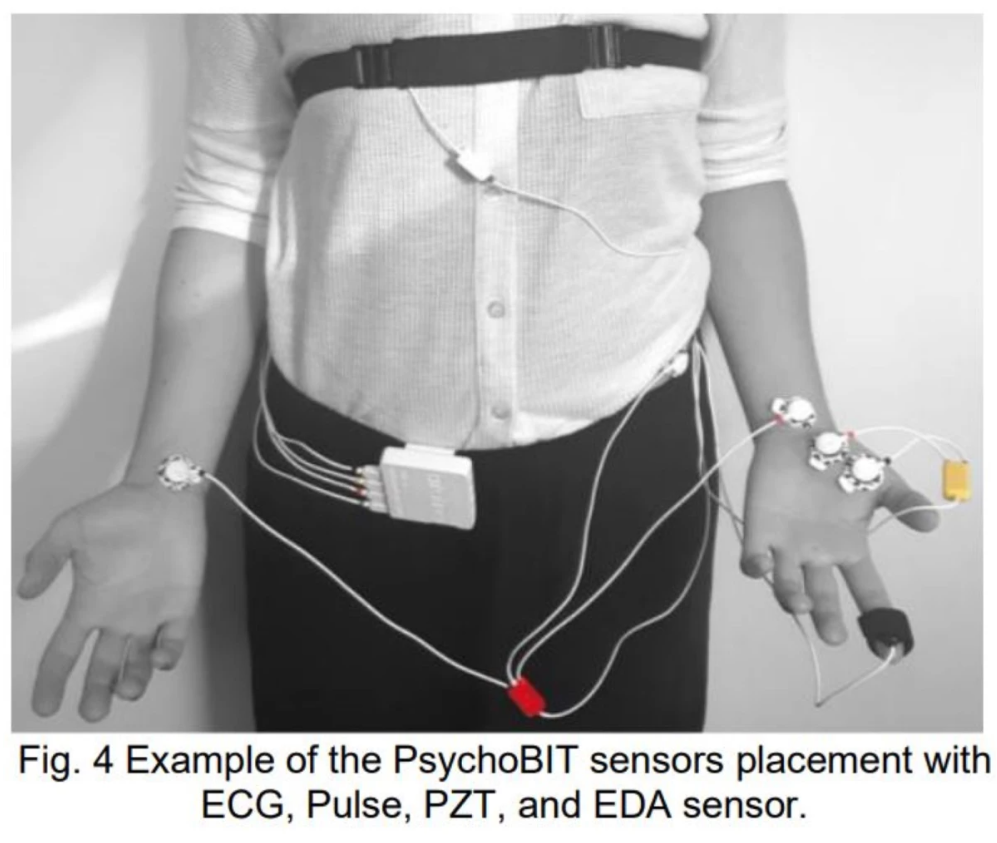 Fig. 4 Example of the PsychoBIT sensors placement with
ECG, Pulse, PZT, and EDA sensor.